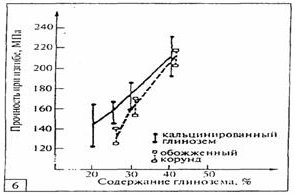 Прочность при изгибе, МПа
220
200
180
160
140
120
20 30 40 50
Содержание глинозема, %
кальцинированный
глинозем
обожженный
корунд
6